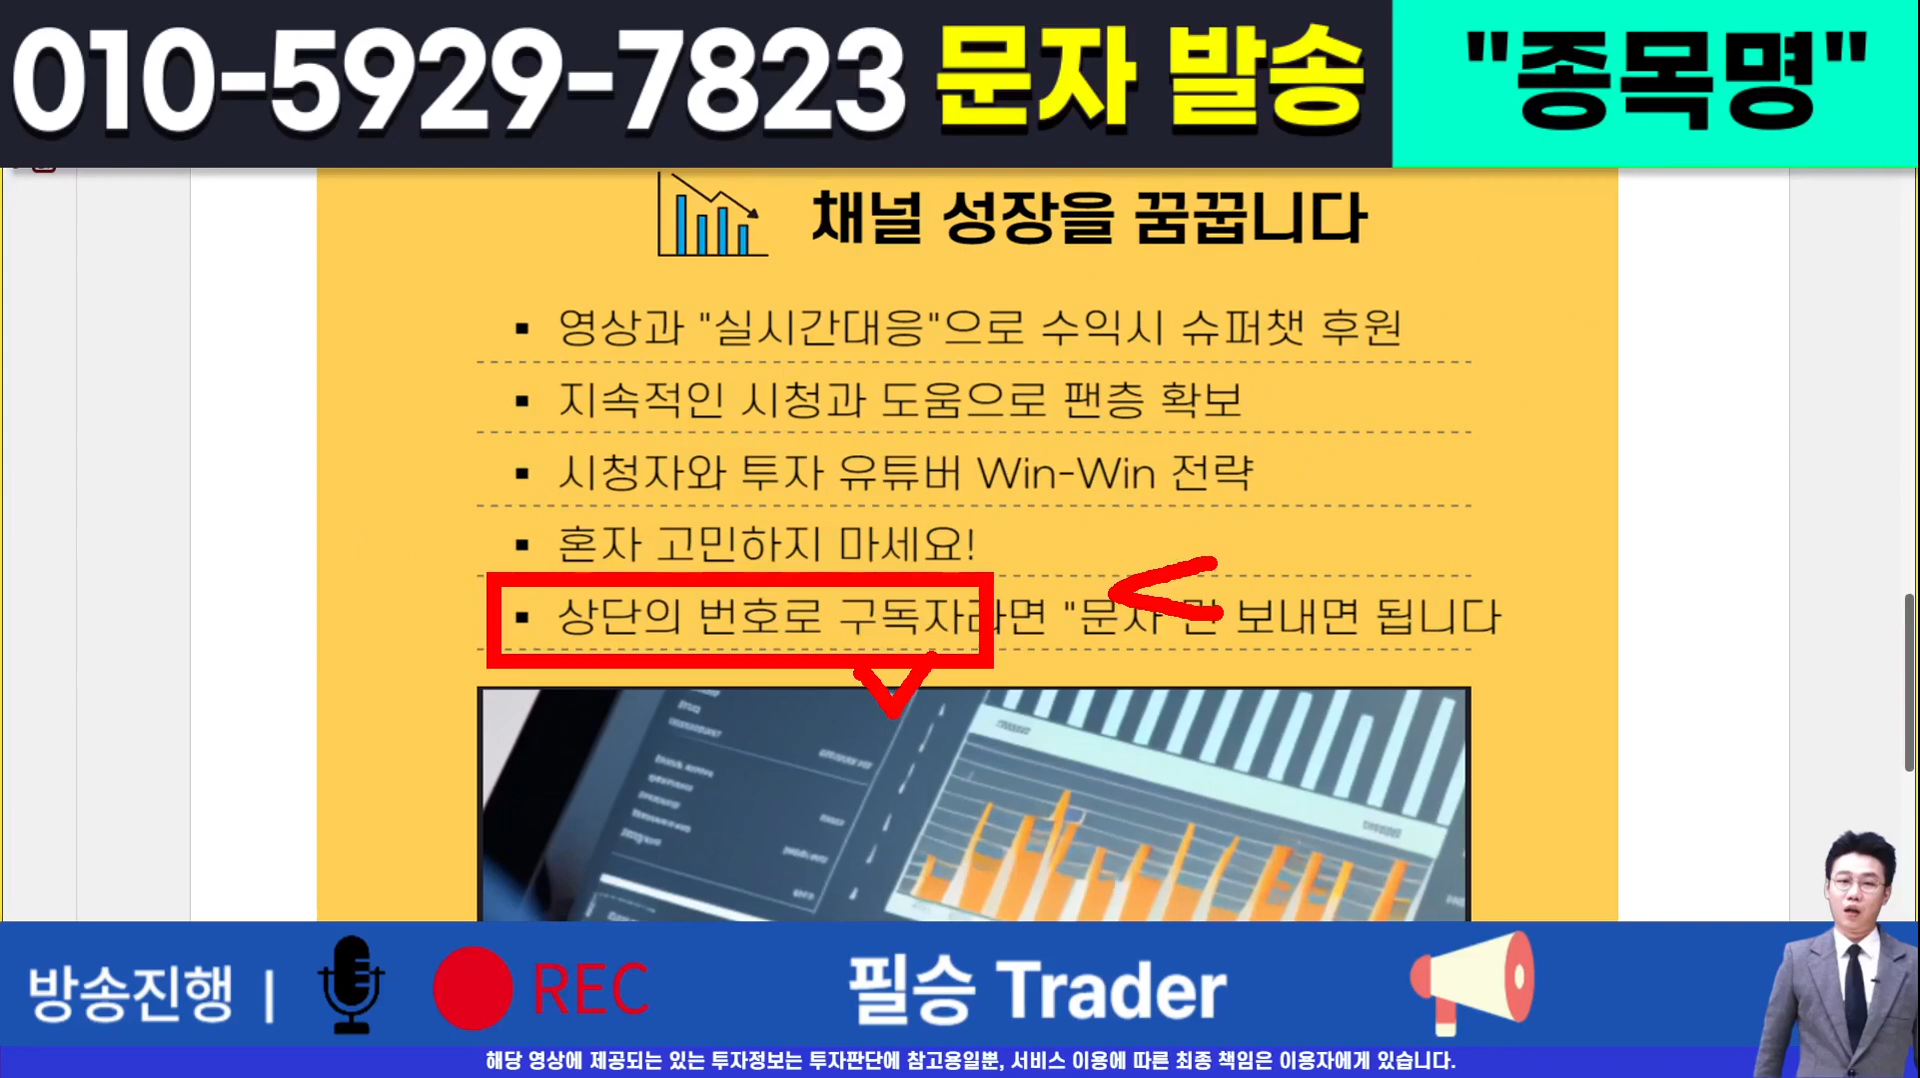 010-5929-7823 문자 발송 "종목명"
채널 성장을 꿈꿉니다
▪ 영상과 "실시간대응"으로 수익시 슈퍼챗 후원
▪ 지속적인 시청과 도움으로 팬층 확보
▪ 시청자와 투자 유튜버 Win-Win 전략
▪ 혼자 고민하지 마세요!
▪ 상단의 번호로 구독자라면 "문자"만 보내면 됩니다
방송진행 | REC 필승 Trader
해당 영상에 제공되는 있는 투자정보는 투자판단에 참고용일뿐, 서비스 이용에 따른 최종 책임은 이용자에게 있습니다.